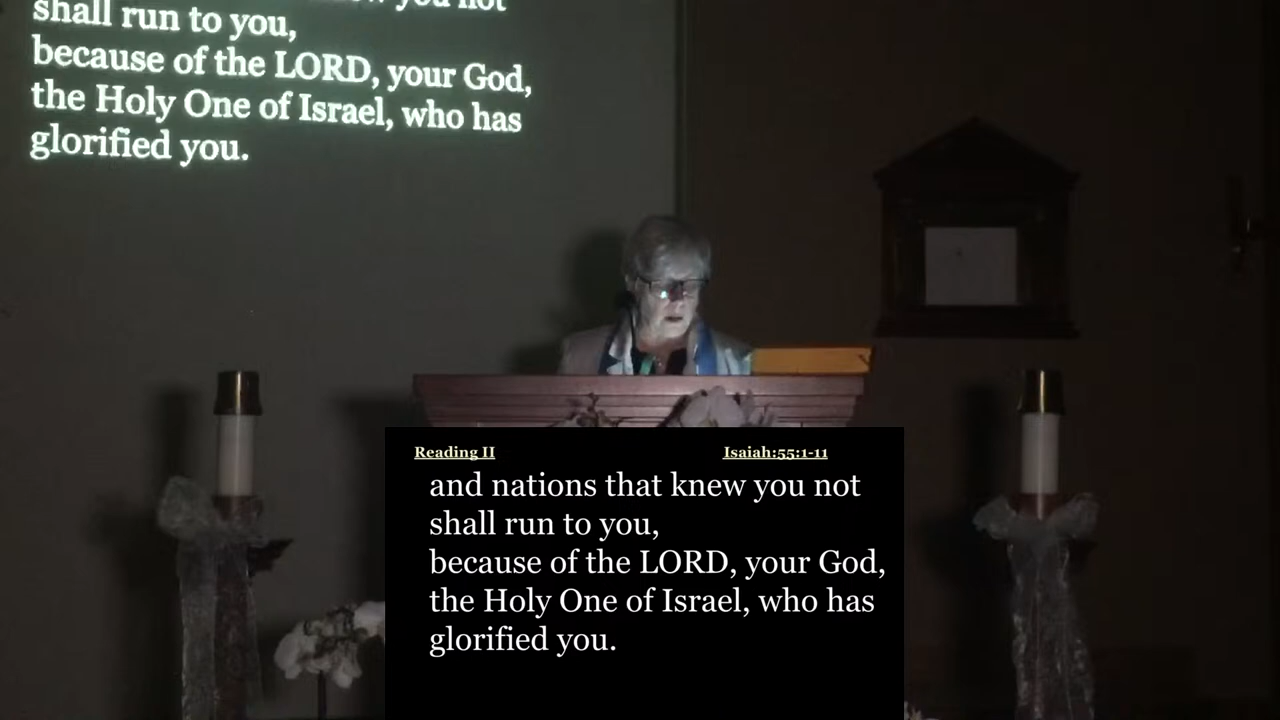 shall run to you,
because of the LORD, your God,
the Holy One of Israel, who has
glorified you.
Reading II Isaiah:55:1-11
and nations that knew you not
shall run to you,
because of the LORD, your God,
the Holy One of Israel, who has
glorified you.